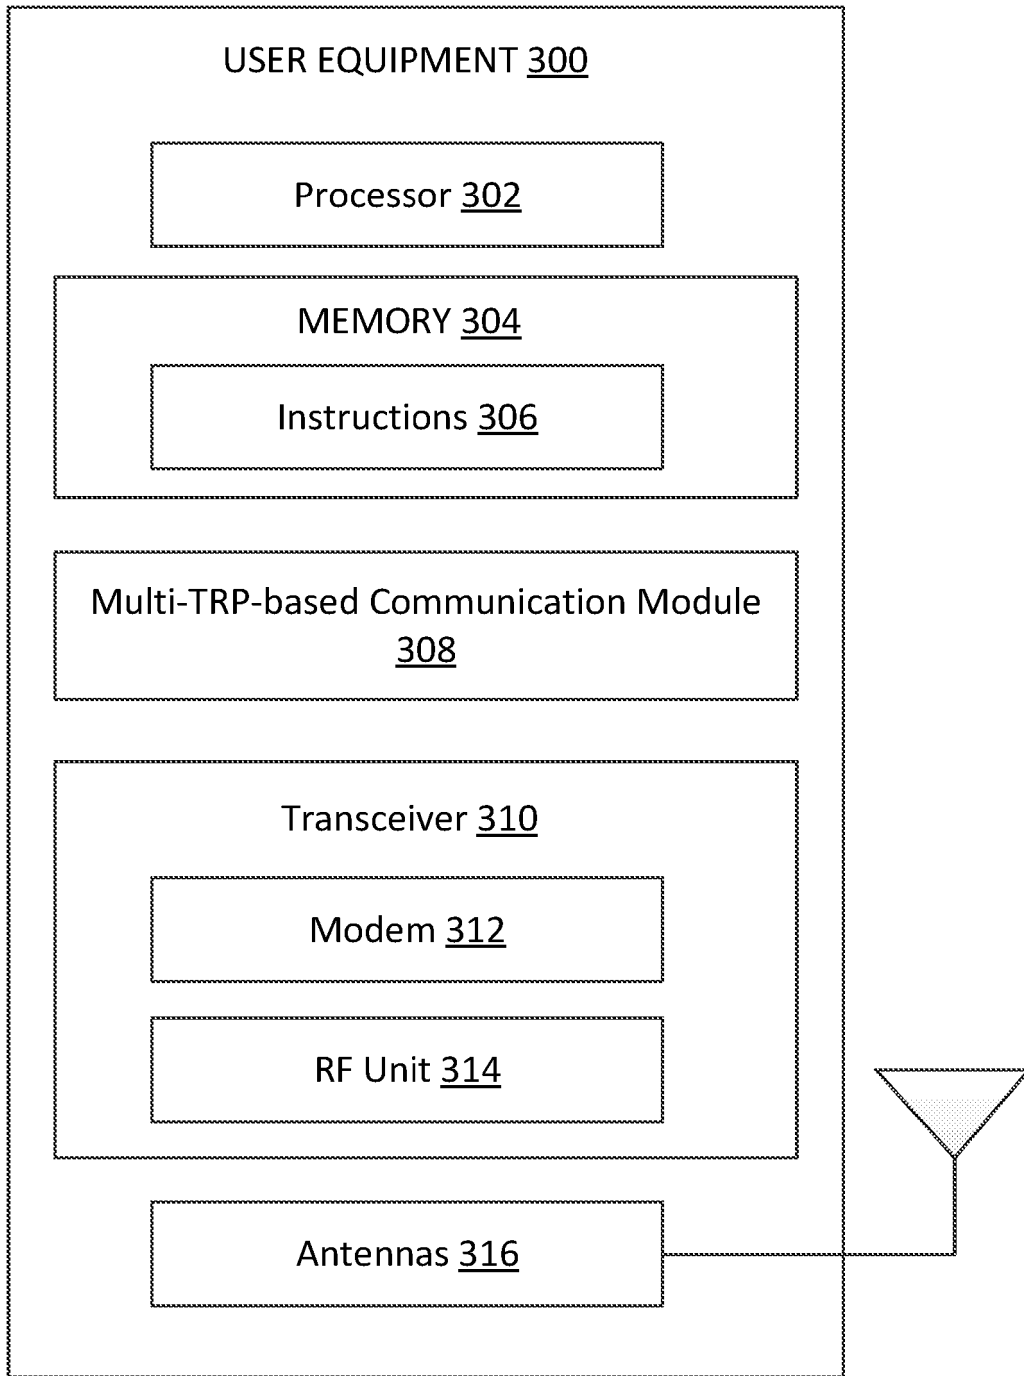 USER EQUIPMENT 300
Processor 302
MEMORY 304
Instructions 306
Multi-TRP-based Communication Module
308
Transceiver 310
Modem 312
RF Unit 314
Antennas 316